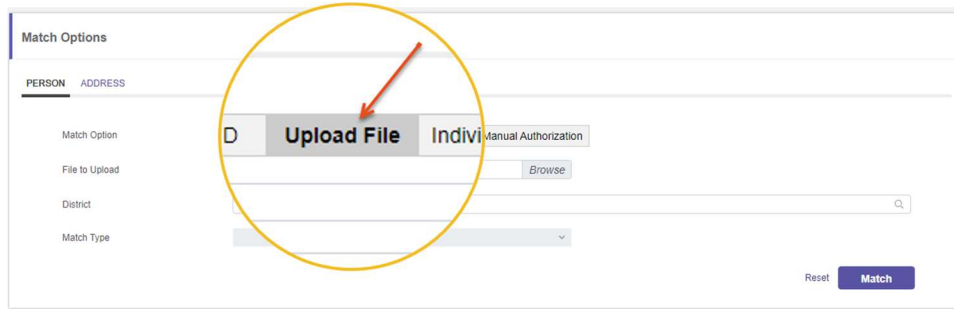 Match Options
PERSON ADDRESS
Match Option D Upload File Indivi Manual Authorization
File to Upload Browse
District
Match Type
Reset Match